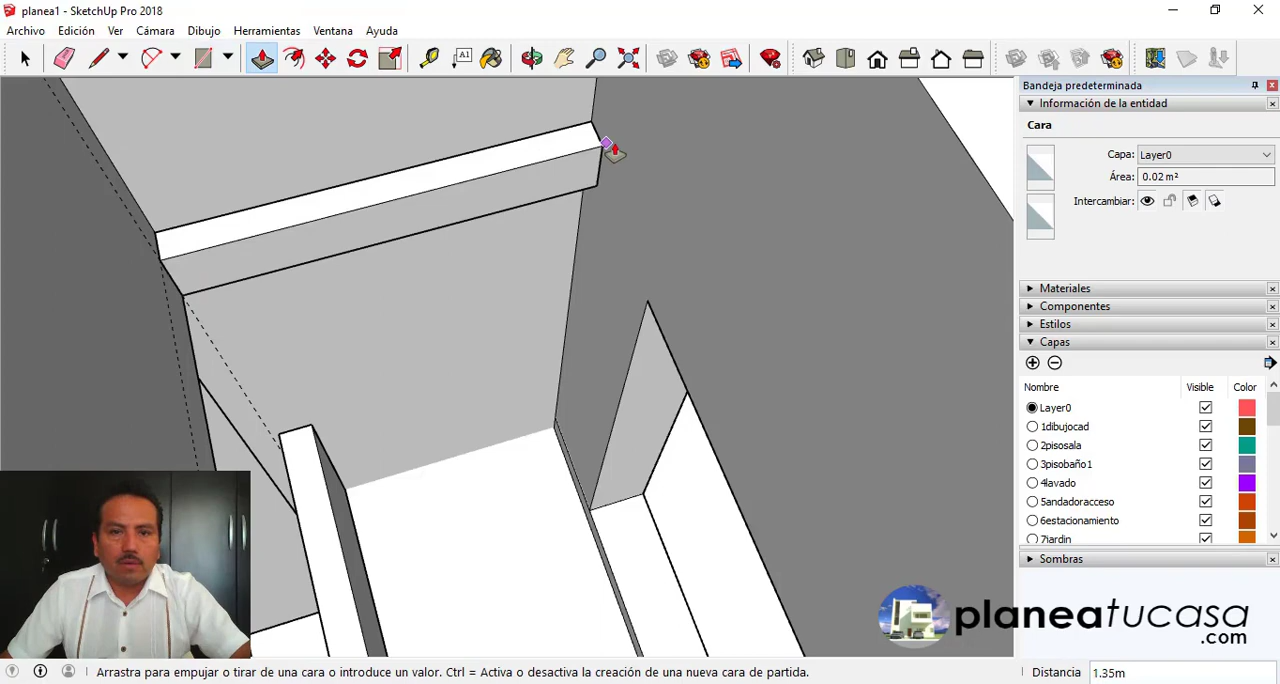 planea1 - SketchUp Pro 2018
Archivo Edición Ver Cámara Dibujo Herramientas Ventana Ayuda
A1
Bandeja predeterminada
Información de la entidad
Cara
Capa: Layer0
Área: 0.02 m²
Intercambiar:
Materiales
Componentes
Estilos
Capas
Nombre Visible Color
Layer0
1dibujocad
2pisosala
3pisobaño1
4lavado
5andadoracceso
6estacionamiento
7jardin
Sombras
planeatucasa
.com
Arrastra para empujar o tirar de una cara o introduce un valor. Ctrl = Activa o desactiva la creación de una nueva cara de partida.
Distancia 1.35m